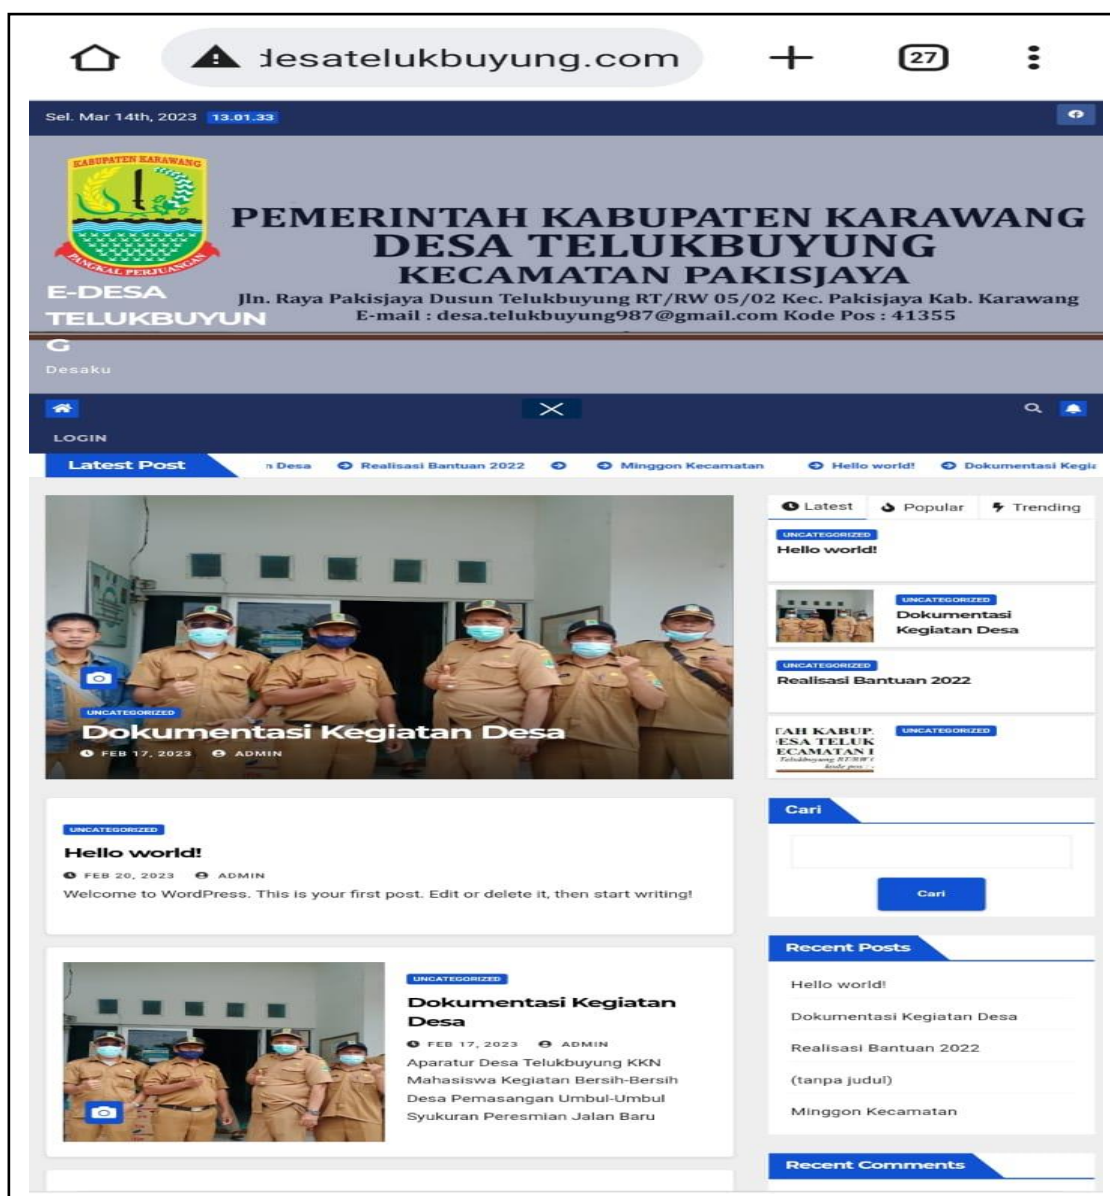 desatelukbuyung.com
27
Sel. Mar 14th, 2023 13.01.33
KABUPATEN KARAWANG
PANGKAL PERJUANGAN
PEMERINTAH KABUPATEN KARAWANG
DESA TELUKBUYUNG
KECAMATAN PAKISJAYA
Jln. Raya Pakisjaya Dusun Telukbuyung RT/RW 05/02 Kec. Pakisjaya Kab. Karawang
E-mail : desa.telukbuyung987@gmail.com Kode Pos : 41355
E-DESA
TELUKBUYUN
G
Desaku
LOGIN
Latest Post
n Desa Realisasi Bantuan 2022 Minggon Kecamatan Hello world! Dokumentasi Kegia
UNCATEGORIZED
Dokumentasi Kegiatan Desa
FEB 17, 2023 ADMIN
UNCATEGORIZED
Hello world!
FEB 20, 2023 ADMIN
Welcome to WordPress. This is your first post. Edit or delete it, then start writing!
UNCATEGORIZED
Dokumentasi Kegiatan
Desa
FEB 17, 2023 ADMIN
Aparatur Desa Telukbuyung KKN
Mahasiswa Kegiatan Bersih-Bersih
Desa Pemasangan Umbul-Umbul
Syukuran Peresmian Jalan Baru
Latest Popular Trending
UNCATEGORIZED
Hello world!
UNCATEGORIZED
Dokumentasi
Kegiatan Desa
UNCATEGORIZED
Realisasi Bantuan 2022
TAH KABUP.
ESA TELUK
ECAMATAN
UNCATEGORIZED
Cari
Cari
Recent Posts
Hello world!
Dokumentasi Kegiatan Desa
Realisasi Bantuan 2022
(tanpa judul)
Minggon Kecamatan
Recent Comments